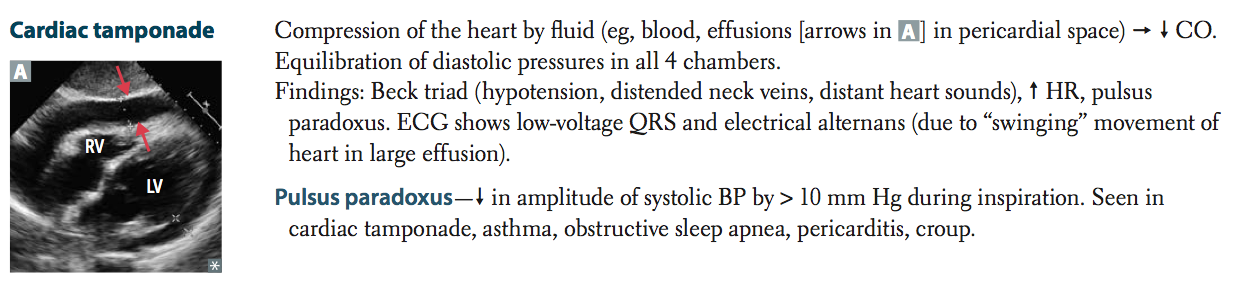 Cardiac tamponade
A
RV
LV
*
Compression of the heart by fluid (eg, blood, effusions [arrows in A] in pericardial space) → ↓ CO.
Equilibration of diastolic pressures in all 4 chambers.
Findings: Beck triad (hypotension, distended neck veins, distant heart sounds), ↑ HR, pulsus
paradoxus. ECG shows low-voltage QRS and electrical alternans (due to “swinging” movement of
heart in large effusion).
Pulsus paradoxus—↓ in amplitude of systolic BP by > 10 mm Hg during inspiration. Seen in
cardiac tamponade, asthma, obstructive sleep apnea, pericarditis, croup.